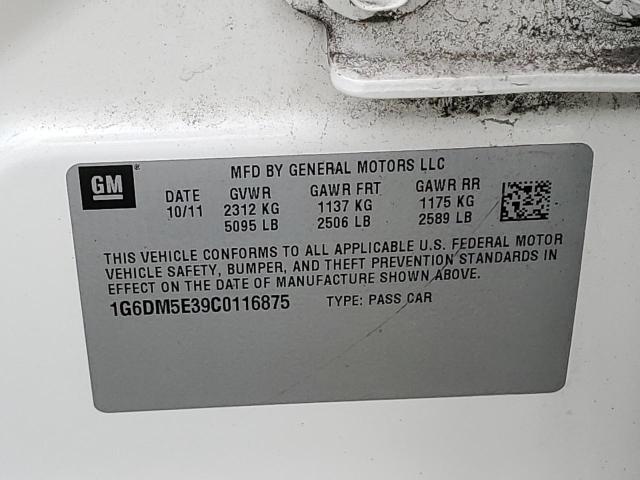 GM
MFD BY GENERAL MOTORS LLC
DATE GVWR GAWR FRT GAWR RR
10/11 2312 KG 1137 KG 1175 KG
5095 LB 2506 LB 2589 LB
THIS VEHICLE CONFORMS TO ALL APPLICABLE U.S. FEDERAL MOTOR
VEHICLE SAFETY, BUMPER, AND THEFT PREVENTION STANDARDS IN
EFFECT ON THE DATE OF MANUFACTURE SHOWN ABOVE.
1G6DM5E39C0116875 TYPE: PASS CAR